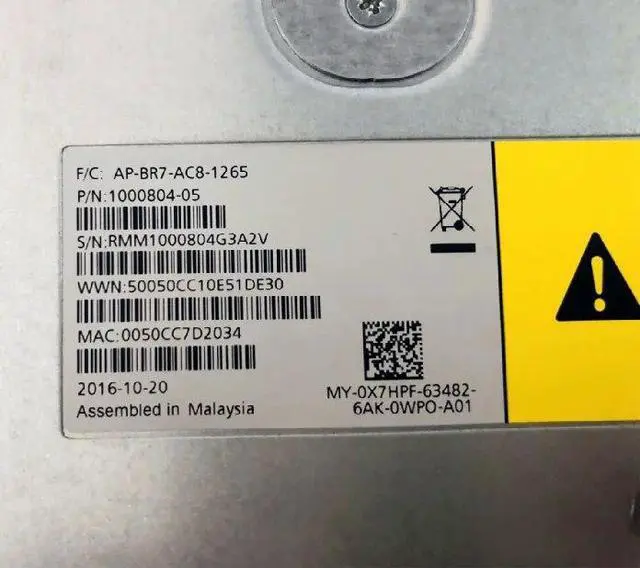 F/C: AP-BR7-AC8-1265
P/N:1000804-05
S/N:RMM1000804G3A2V
WWN:50050CC10E51DE30
MAC:0050CC7D2034
2016-10-20
Assembled in Malaysia
MY-0X7HPF-63482-
6AK-0WPO-A01